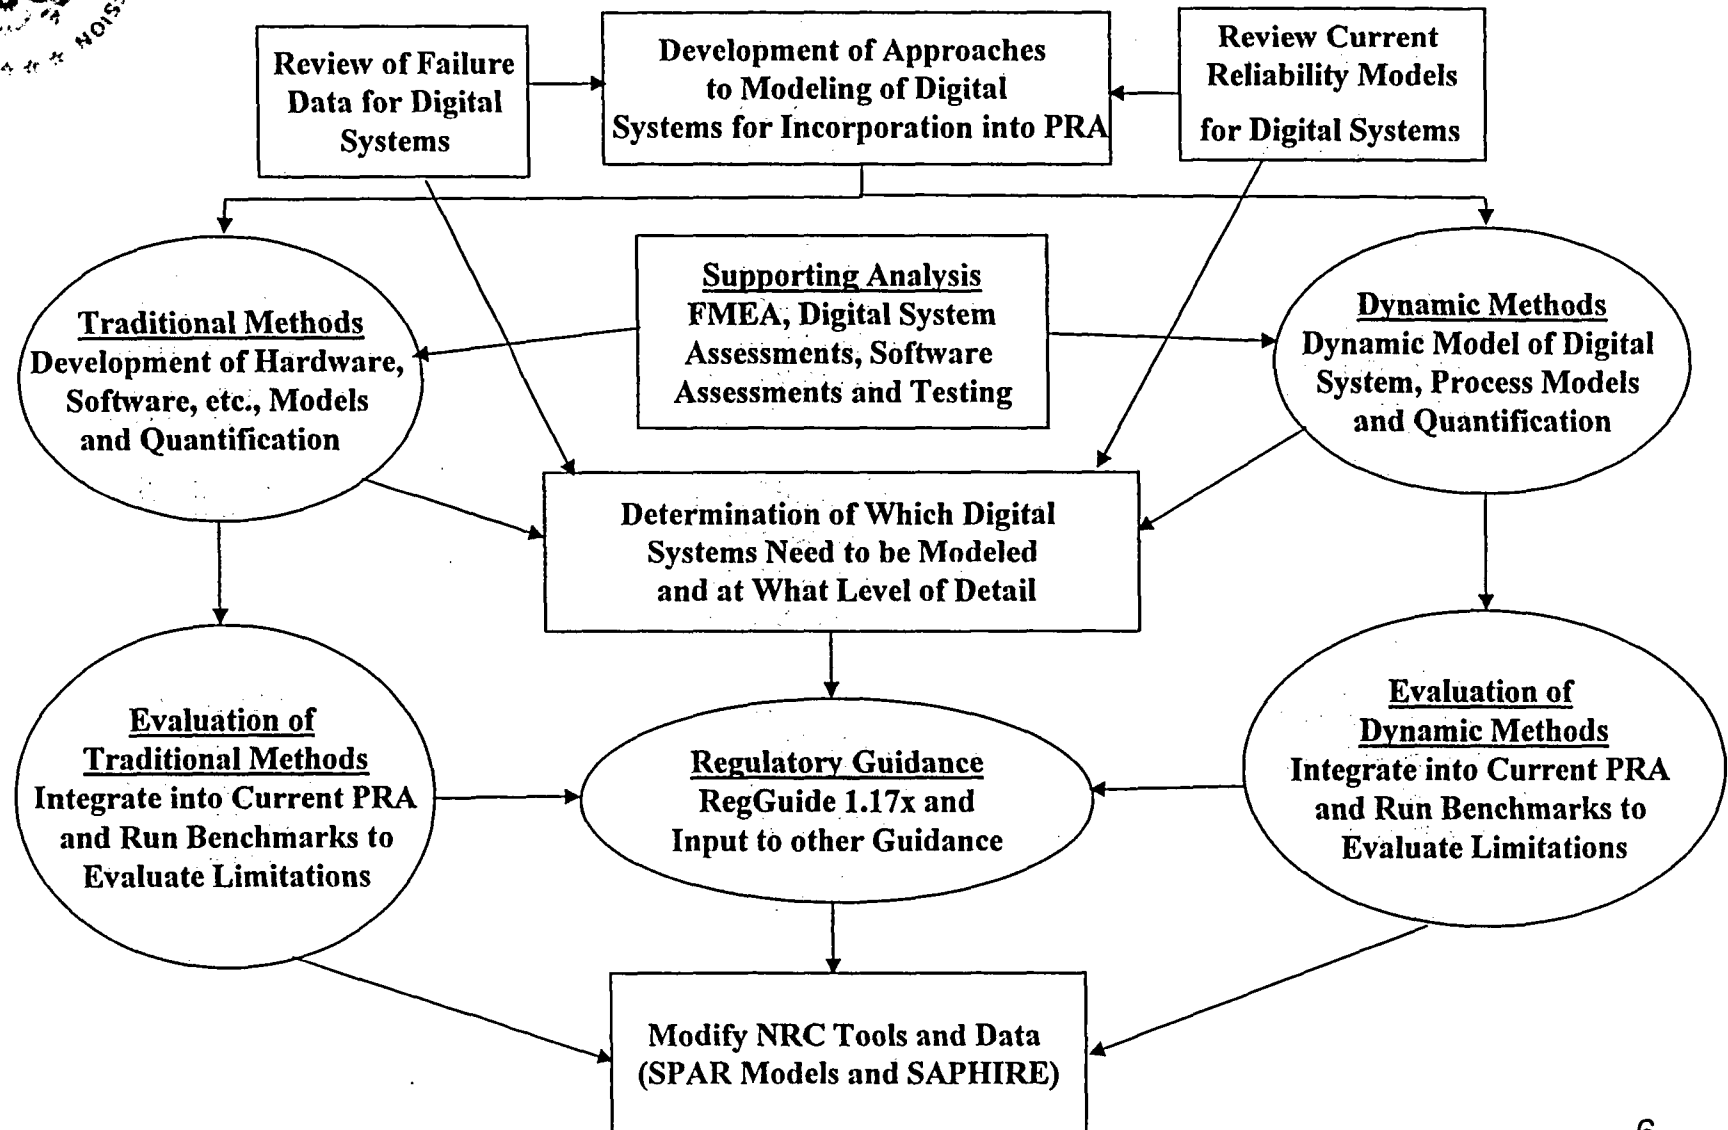 SSION
Review of Failure
Data for Digital
Systems
Development of Approaches
to Modeling of Digital
Systems for Incorporation into PRA
Review Current
Reliability Models
for Digital Systems
Traditional Methods
Development of Hardware,
Software, etc., Models
and Quantification
Supporting Analysis
FMEA, Digital System
Assessments, Software
Assessments and Testing
Dynamic Methods
Dynamic Model of Digital
System, Process Models
and Quantification
Determination of Which Digital
Systems Need to be Modeled
and at What Level of Detail
Evaluation of
Traditional Methods
Integrate into Current PRA
and Run Benchmarks to
Evaluate Limitations
Regulatory Guidance
RegGuide 1.17x and
Input to other Guidance
Evaluation of
Dynamic Methods
Integrate into Current PRA
and Run Benchmarks to
Evaluate Limitations
Modify NRC Tools and Data
(SPAR Models and SAPHIRE)
6